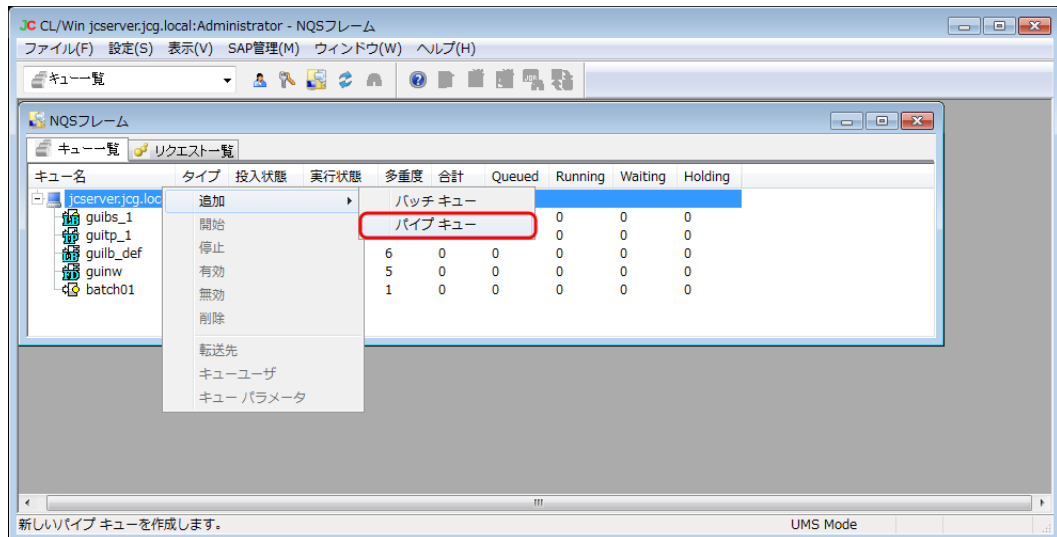 JC CL/Win jcserver.jcg.local:Administrator - NQSフレーム
ファイル(F) 設定(S) 表示(V) SAP管理(M) ウィンドウ(W) ヘルプ(H)
キュー一覧
NQSフレーム
キュー一覧 リクエスト一覧
キュー名 タイプ 投入状態 実行状態 多重度 合計 Queued Running Waiting Holding
jcserver.jcg.loc
guibs_1 0 0 0
guitp_1 0 0 0
guilb_def 6 0 0 0 0 0
guinw 5 0 0 0 0 0
batch01 1 0 0 0 0 0
追加
開始
停止
有効
無効
削除
転送先
キューユーザ
キュー パラメータ
バッチ キュー
パイプ キュー
新しいパイプ キューを作成します。 UMS Mode